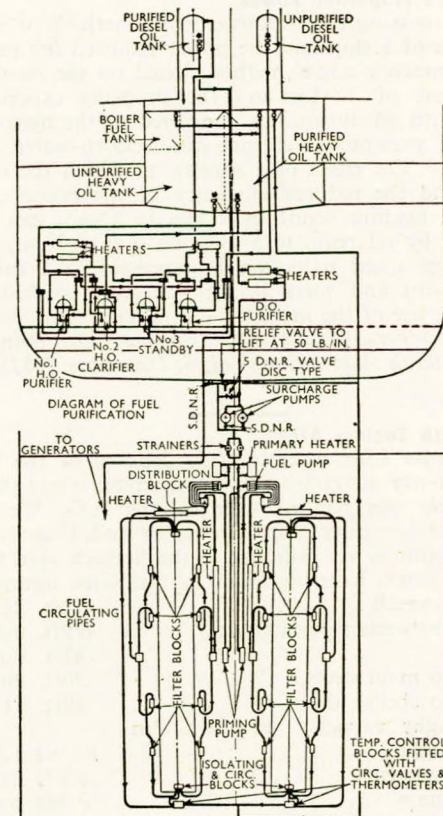 PURIFIED
DIESEL
OIL
TANK
UNPURIFIED
DIESEL
OIL
TANK
BOILER
FUEL
TANK
UNPURIFIED
HEAVY
OIL TANK
PURIFIED
HEAVY
OIL TANK
HEATERS
HEATERS
No.1
H.O.
PURIFIER
No.2
H.O.
CLARIFIER
No.3
STANDBY
D.O.
PURIFIER
RELIEF VALVE TO
LIFT AT 50 LB./IN.
S.D.N.R. VALVE
DISC TYPE
DIAGRAM OF FUEL
PURIFICATION
S.D.N.R.
SURCHARGE
PUMPS
S.D.N.R.
TO
GENERATORS
STRAINERS
PRIMARY HEATER
DISTRIBUTION
BLOCK
FUEL PUMP
HEATER
HEATER
HEATER
HEATER
FUEL
CIRCULATING
PIPES
FILTER BLOCKS
FILTER BLOCKS
PRIMING
PUMP
ISOLATING
& CIRC.
BLOCKS
TEMP. CONTROL
BLOCKS FITTED
WITH
CIRC. VALVES &
THERMOMETERS